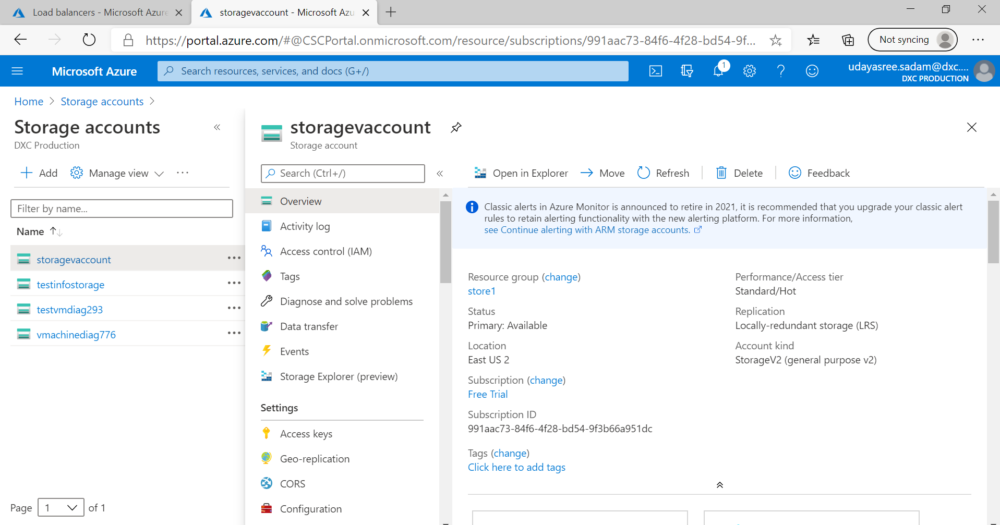 Load balancers - Microsoft Azure
storagevaccount - Microsoft Azu
https://portal.azure.com/#@CSCPortal.onmicrosoft.com/resource/subscriptions/991aac73-84f6-4f28-bd54-9f...
Not syncing
Microsoft Azure
Search resources, services, and docs (G+/)
1
udayasree.sadam@dxc....
DXC PRODUCTION
Home > Storage accounts >
Storage accounts
DXC Production
Add
Manage view
Filter by name...
Name
storagevaccount
testinfostorage
testvmdiag293
vmachinediag776
Page 1 of 1
storagevaccount
Storage account
Search (Ctrl+/)
Overview
Activity log
Access control (IAM)
Tags
Diagnose and solve problems
Data transfer
Events
Storage Explorer (preview)
Settings
Access keys
Geo-replication
CORS
Configuration
Open in Explorer
Move
Refresh
Delete
Feedback
Classic alerts in Azure Monitor is announced to retire in 2021, it is recommended that you upgrade your classic alert
rules to retain alerting functionality with the new alerting platform. For more information,
see Continue alerting with ARM storage accounts.
Resource group (change)
store1
Status
Primary: Available
Location
East US 2
Subscription (change)
Free Trial
Subscription ID
991aac73-84f6-4f28-bd54-9f3b66a951dc
Tags (change)
Click here to add tags
Performance/Access tier
Standard/Hot
Replication
Locally-redundant storage (LRS)
Account kind
StorageV2 (general purpose v2)